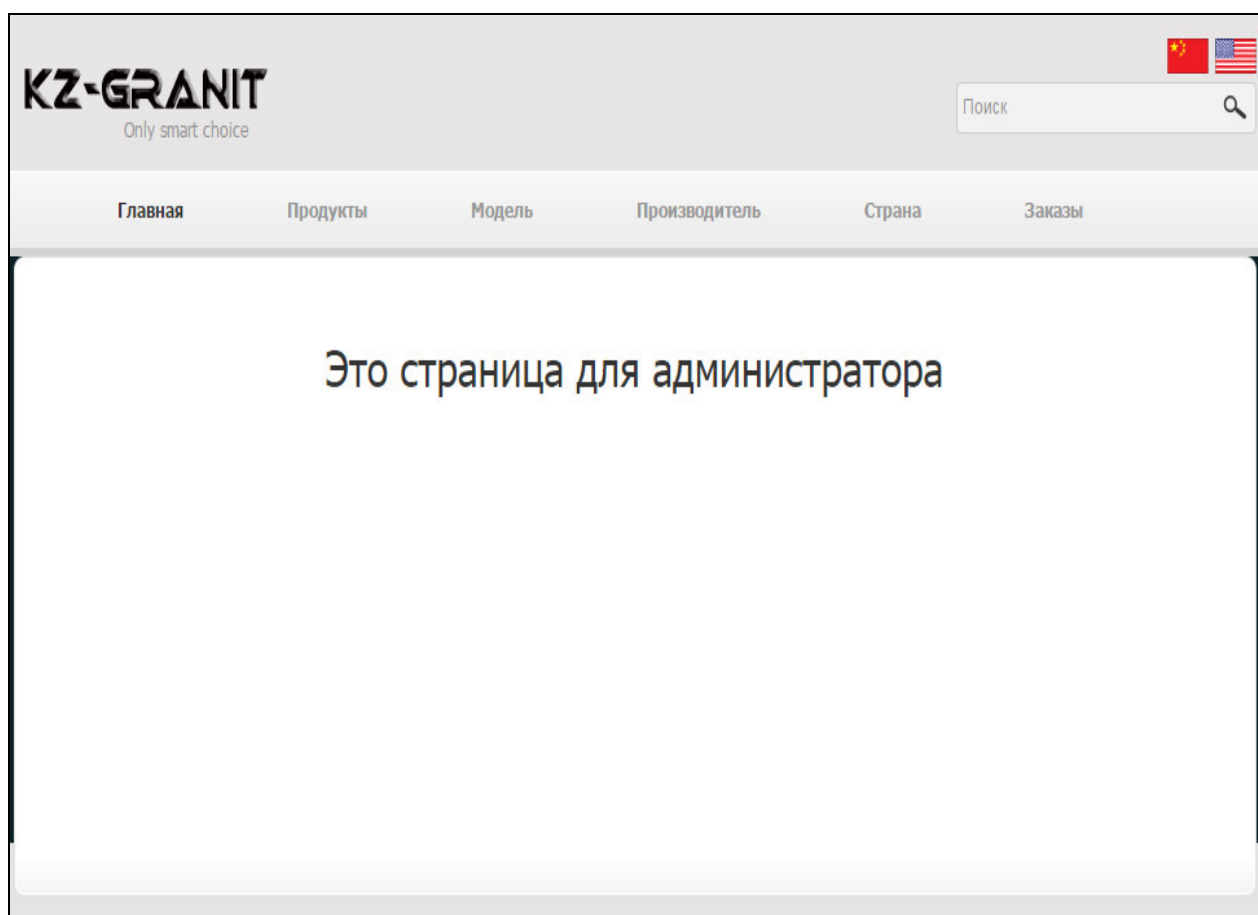 KZ-GRANIT
Only smart choice
Поиск
Главная Продукты Модель Производитель Страна Заказы
Это страница для администратора